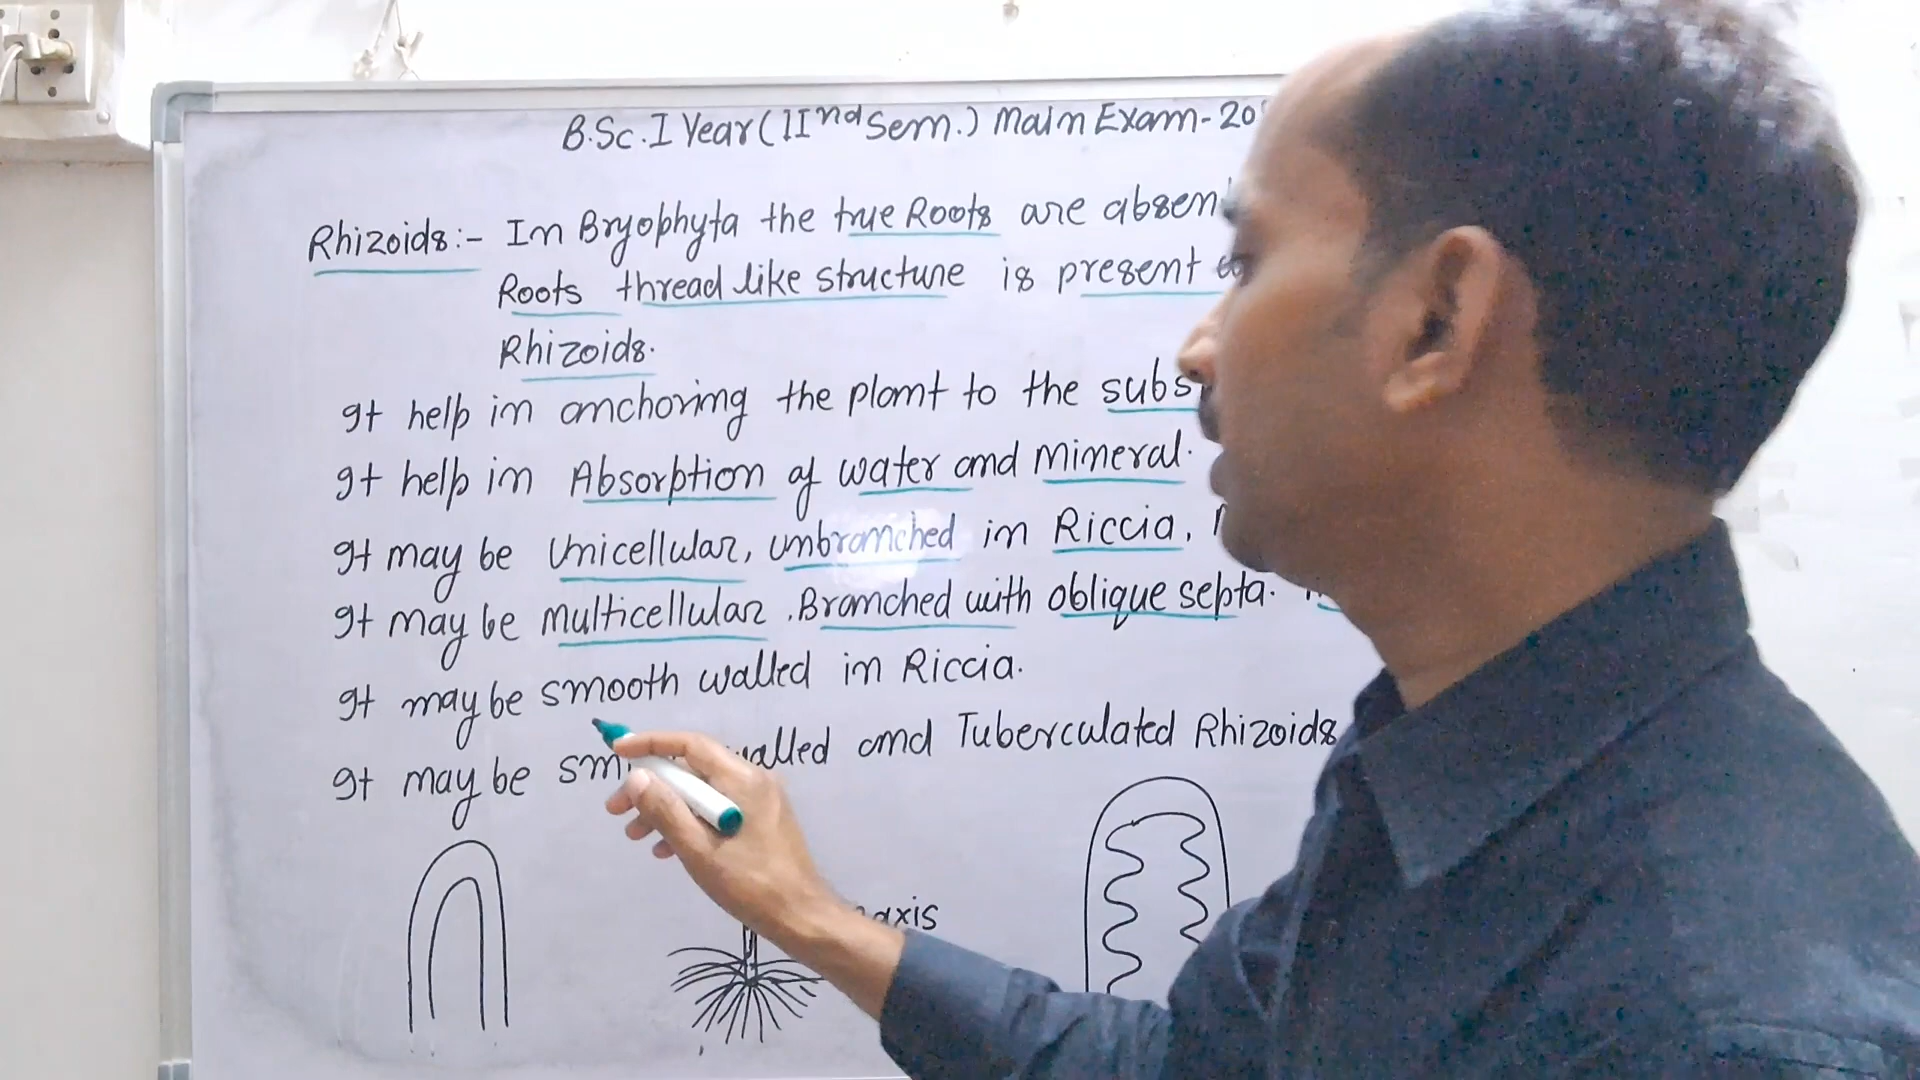 B.Sc. I Year (IInd Sem.) Main Exam-20
Rhizoids:- In Bryophyta the true Roots are absen
Roots thread like structure is present
Rhizoids.
It help in anchoring the plant to the subs
It help in Absorption of water and Mineral.
It may be Unicellular, unbranched in Riccia,
It may be Multicellular. Branched with oblique septa.
It may be smooth walled in Riccia.
It may be sm walled and Tuberculated Rhizoids
axis